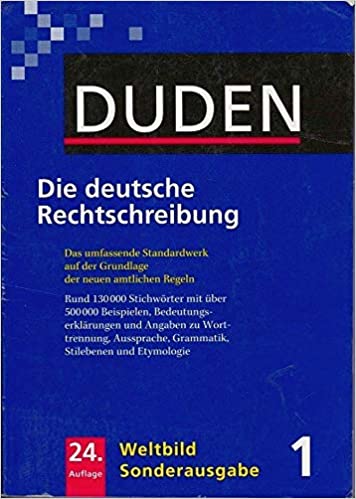 DUDEN
Die deutsche
Rechtschreibung
Das umfassende Standardwerk
auf der Grundlage
der neuen amtlichen Regeln
Rund 130 000 Stichwörter mit über
500 000 Beispielen, Bedeutungs-
erklärungen und Angaben zu Wort-
trennung, Aussprache, Grammatik,
Stilebenen und Etymologie
24.
Auflage
Weltbild
Sonderausgabe
1